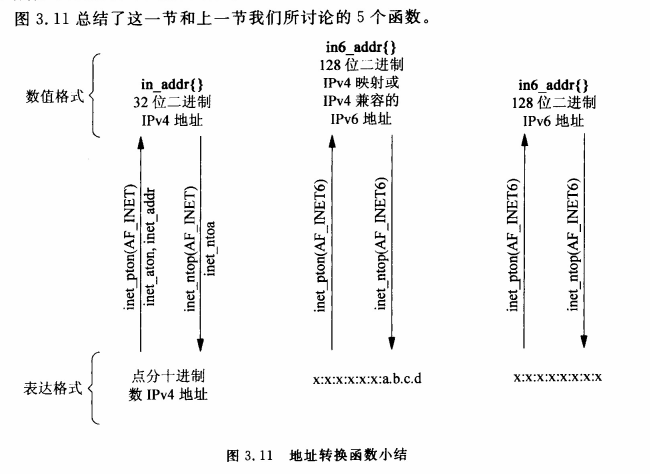 图 3.11 总结了这一节和上一节我们所讨论的 5 个函数。
数值格式
in_addr{}
32 位二进制
IPv4 地址
in6_addr{}
128 位二进制
IPv4 映射或
IPv4 兼容的
IPv6 地址
in6_addr{}
128 位二进制
IPv6 地址
inet_pton(AF_INET)
inet_aton, inet_addr
inet_ntop(AF_INET)
inet_ntoa
inet_pton(AF_INET6)
inet_ntop(AF_INET6)
inet_pton(AF_INET6)
inet_ntop(AF_INET6)
表达格式
点分十进制
数 IPv4 地址
x:x:x:x:x:x:a.b.c.d
x:x:x:x:x:x:x:x
图 3.11 地址转换函数小结